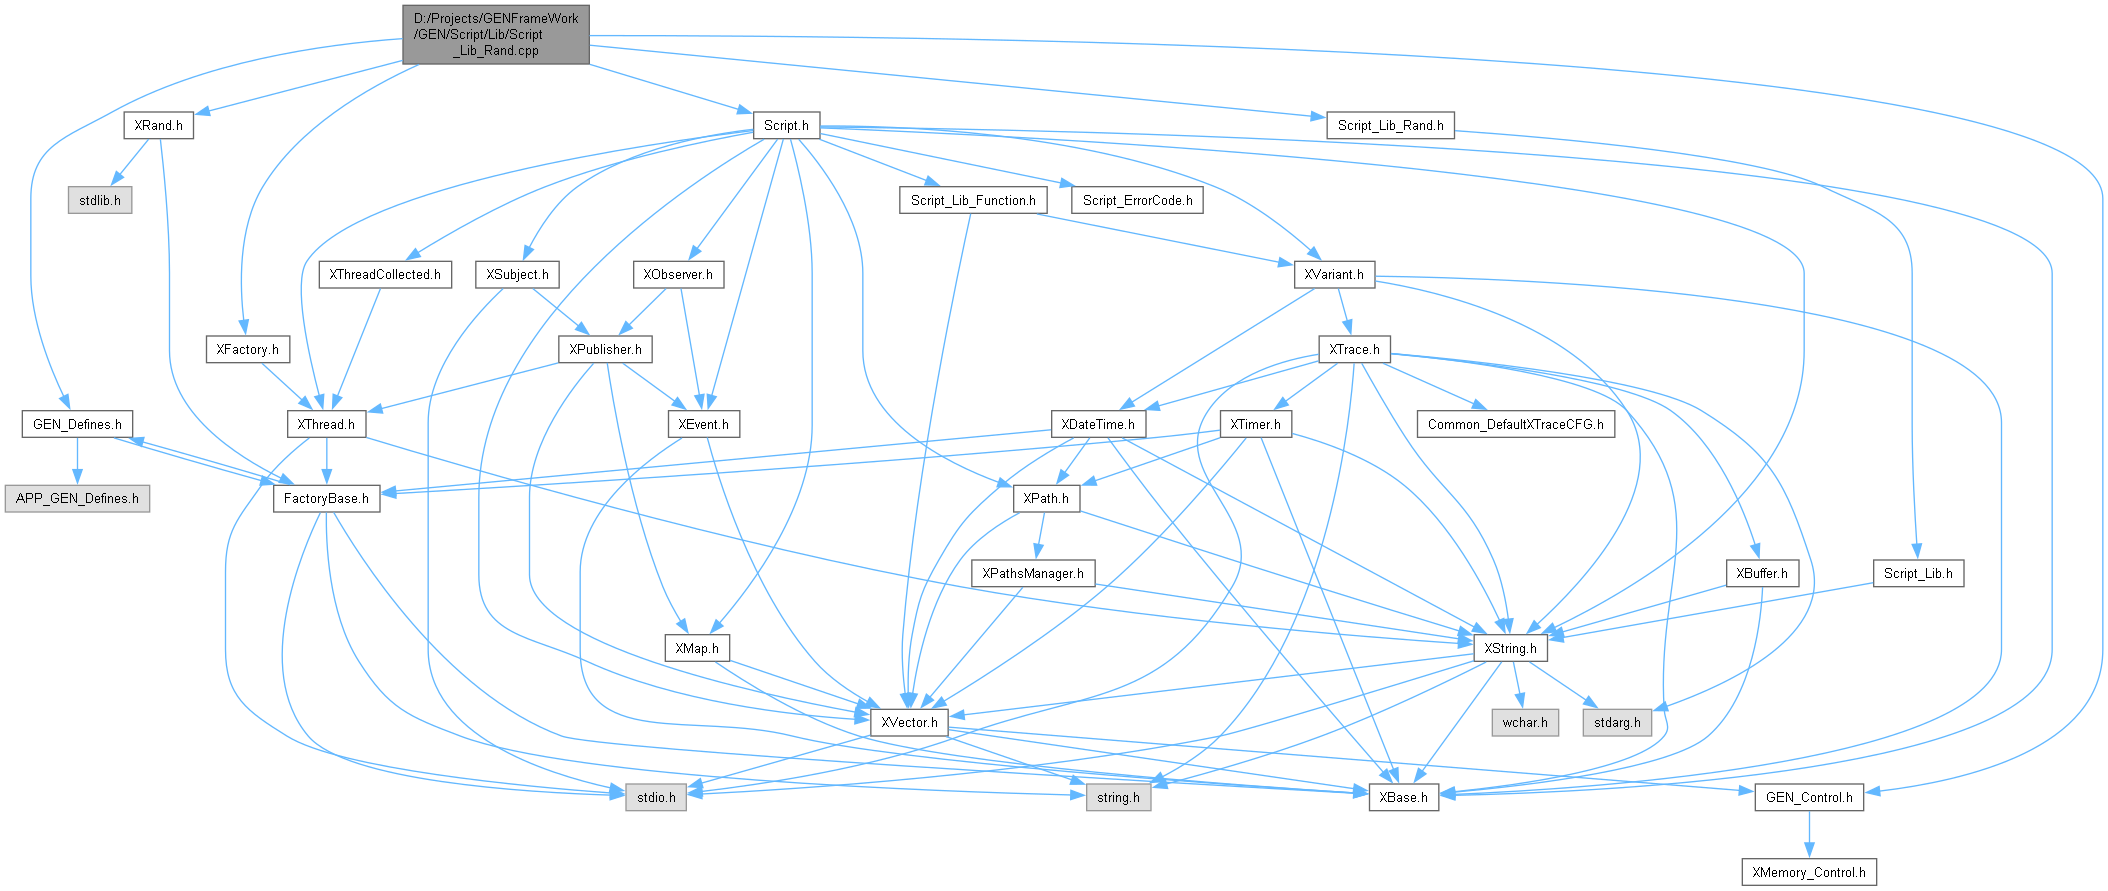 D:/Projects/GENFrameWork
/GEN/Script/Lib/Script
_Lib_Rand.cpp
XRand.h
Script.h
Script_Lib_Rand.h
stdlib.h
Script_Lib_Function.h
Script_ErrorCode.h
XThreadCollected.h
XSubject.h
XObserver.h
XVariant.h
XFactory.h
XPublisher.h
XTrace.h
GEN_Defines.h
XThread.h
XEvent.h
XDateTime.h
XTimer.h
Common_DefaultXTraceCFG.h
APP_GEN_Defines.h
FactoryBase.h
XPath.h
XPathsManager.h
XBuffer.h
Script_Lib.h
XMap.h
XString.h
XVector.h
wchar.h
stdarg.h
stdio.h
string.h
XBase.h
GEN_Control.h
XMemory_Control.h